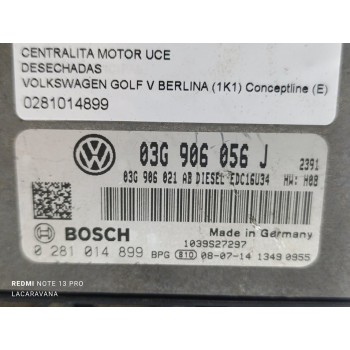 CENTRALITA MOTOR UCE
DESECHADAS
VOLKSWAGEN GOLF V BERLINA (1K1) Conceptline (E)
0281014899
03G 906 056 J 2391
03G 906 021 AB DIESEL EDC16U34 HW: H08
BOSCH Made in Germany
1039S27297
0 281 014 899 BPG 810 08-07-14 1349 0955
REDMI NOTE 13 PRO
LACARAVANA